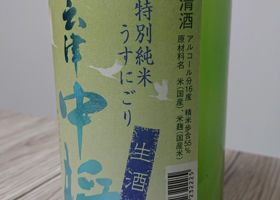 清酒
アルコール分16度 精米歩合55%
原材料名 米(国産)、米麹(国産米)
特別純米
うすにごり
生酒
会津中将